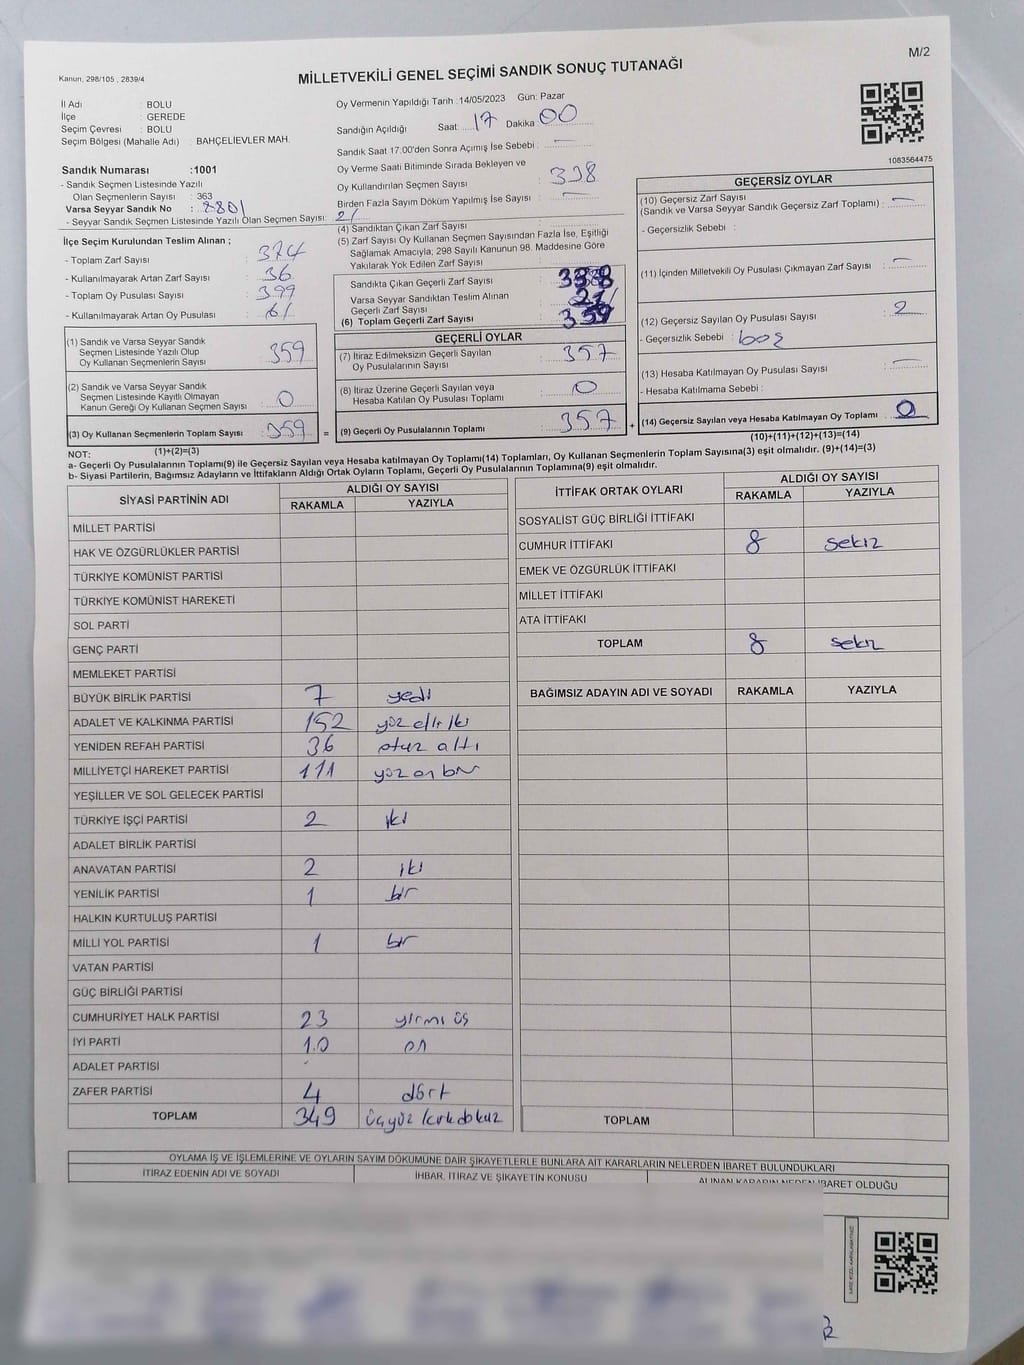 M/2
Kanun, 298/105 , 2839/4
MİLLETVEKİLİ GENEL SEÇİMİ SANDIK SONUÇ TUTANAĞI
İl Adı : BOLU
İlçe : GEREDE
Seçim Çevresi : BOLU
Seçim Bölgesi (Mahalle Adı) : BAHÇELİEVLER MAH.
Sandık Numarası :1001
- Sandık Seçmen Listesinde Yazılı
Olan Seçmenlerin Sayısı : 363
Varsa Seyyar Sandık No : 8801
- Seyyar Sandık Seçmen Listesinde Yazılı Olan Seçmen Sayısı: 21
Oy Vermenin Yapıldığı Tarih :14/05/2023 Gün: Pazar
Sandığın Açıldığı Saat: 17 Dakika 00
Sandık Saat 17:00'den Sonra Açımış İse Sebebi : —
Oy Verme Saati Bitiminde Sırada Bekleyen ve
Oy Kullandırılan Seçmen Sayısı :
Birden Fazla Sayım Döküm Yapılmış İse Sayısı : —
(4) Sandıktan Çıkan Zarf Sayısı :
(5) Zarf Sayısı Oy Kullanan Seçmen Sayısından Fazla İse, Eşitliği
Sağlamak Amacıyla; 298 Sayılı Kanunun 98. Maddesine Göre
Yakılarak Yok Edilen Zarf Sayısı :
1083564475
İlçe Seçim Kurulundan Teslim Alınan ;
- Toplam Zarf Sayısı : 374
- Kullanılmayarak Artan Zarf Sayısı : 36
- Toplam Oy Pusulası Sayısı : 399
- Kullanılmayarak Artan Oy Pusulası : 61
(1) Sandık ve Varsa Seyyar Sandık
Seçmen Listesinde Yazılı Olup
Oy Kullanan Seçmenlerin Sayısı : 359
(2) Sandık ve Varsa Seyyar Sandık
Seçmen Listesinde Kayıtlı Olmayan
Kanun Gereği Oy Kullanan Seçmen Sayısı : 0
(3) Oy Kullanan Seçmenlerin Toplam Sayısı : 359
(1)+(2)=(3)
Sandıkta Çıkan Geçerli Zarf Sayısı : 338
Varsa Seyyar Sandıktan Teslim Alınan
Geçerli Zarf Sayısı : 21
(6) Toplam Geçerli Zarf Sayısı : 359
GEÇERLİ OYLAR
(7) İtiraz Edilmeksizin Geçerli Sayılan
Oy Pusulalarının Sayısı : 357
(8) İtiraz Üzerine Geçerli Sayılan veya
Hesaba Katılan Oy Pusulası Toplamı : 0
= (9) Geçerli Oy Pusulalarının Toplamı : 357 +
GEÇERSİZ OYLAR
(10) Geçersiz Zarf Sayısı
(Sandık ve Varsa Seyyar Sandık Geçersiz Zarf Toplamı) : —
- Geçersizlik Sebebi :
(11) İçinden Milletvekili Oy Pusulası Çıkmayan Zarf Sayısı : —
(12) Geçersiz Sayılan Oy Pusulası Sayısı : 2
- Geçersizlik Sebebi : boş
(13) Hesaba Katılmayan Oy Pusulası Sayısı : —
- Hesaba Katılmama Sebebi :
(14) Geçersiz Sayılan veya Hesaba Katılmayan Oy Toplamı :
(10)+(11)+(12)+(13)=(14)
NOT:
a- Geçerli Oy Pusulalarının Toplamı(9) ile Geçersiz Sayılan veya Hesaba katılmayan Oy Toplamı(14) Toplamları, Oy Kullanan Seçmenlerin Toplam Sayısına(3) eşit olmalıdır. (9)+(14)=(3)
b- Siyasi Partilerin, Bağımsız Adayların ve İttifakların Aldığı Ortak Oyların Toplamı, Geçerli Oy Pusulalarının Toplamına(9) eşit olmalıdır.
SİYASİ PARTİNİN ADI ALDIĞI OY SAYISI
RAKAMLA YAZIYLA
MİLLET PARTİSİ
HAK VE ÖZGÜRLÜKLER PARTİSİ
TÜRKİYE KOMÜNİST PARTİSİ
TÜRKİYE KOMÜNİST HAREKETİ
SOL PARTİ
GENÇ PARTİ
MEMLEKET PARTİSİ
BÜYÜK BİRLİK PARTİSİ 7 yedi
ADALET VE KALKINMA PARTİSİ 152 yüz elli iki
YENİDEN REFAH PARTİSİ 36 otuz altı
MİLLİYETÇİ HAREKET PARTİSİ 111 yüz on bir
YEŞİLLER VE SOL GELECEK PARTİSİ
TÜRKİYE İŞÇİ PARTİSİ 2 iki
ADALET BİRLİK PARTİSİ
ANAVATAN PARTİSİ 2 iki
YENİLİK PARTİSİ 1 bir
HALKIN KURTULUŞ PARTİSİ
MİLLİ YOL PARTİSİ 1 bir
VATAN PARTİSİ
GÜÇ BİRLİĞİ PARTİSİ
CUMHURİYET HALK PARTİSİ 23 yirmi üç
İYİ PARTİ 10 on
ADALET PARTİSİ
ZAFER PARTİSİ 4 dört
TOPLAM 349 üçyüz kırk dokuz
İTTİFAK ORTAK OYLARI ALDIĞI OY SAYISI
RAKAMLA YAZIYLA
SOSYALİST GÜÇ BİRLİĞİ İTTİFAKI
CUMHUR İTTİFAKI 8 sekiz
EMEK VE ÖZGÜRLÜK İTTİFAKI
MİLLET İTTİFAKI
ATA İTTİFAKI
TOPLAM 8 sekiz
BAĞIMSIZ ADAYIN ADI VE SOYADI RAKAMLA YAZIYLA
TOPLAM
OYLAMA İŞ VE İŞLEMLERİNE VE OYLARIN SAYIM DÖKÜMÜNE DAİR ŞİKAYETLERLE BUNLARA AİT KARARLARIN NELERDEN İBARET BULUNDUKLARI
İTİRAZ EDENİN ADI VE SOYADI İHBAR, İTİRAZ VE ŞİKAYETİN KONUSU ALINAN KARARIN NEDEN İBARET OLDUĞU